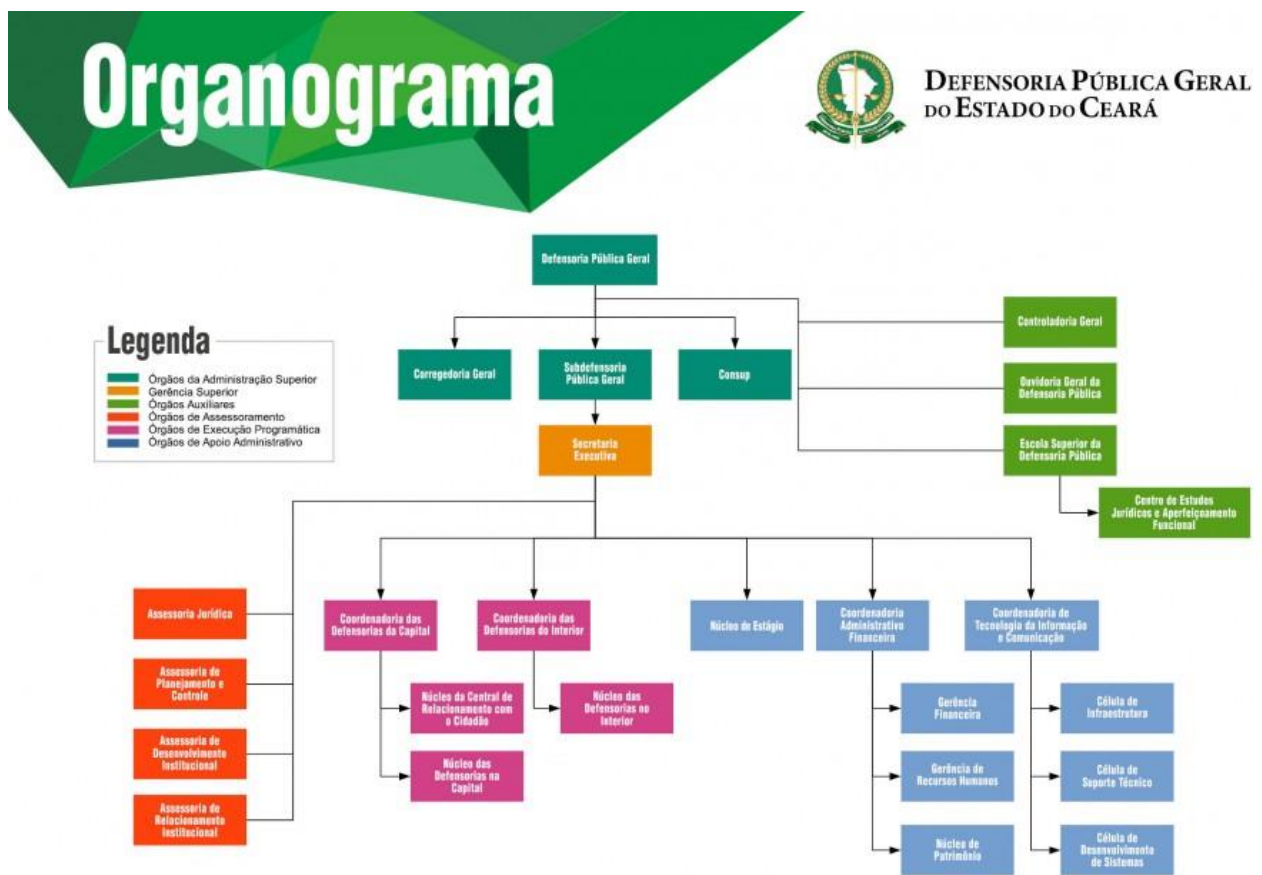 Organograma
DEFENSORIA PÚBLICA GERAL
DO ESTADO DO CEARÁ
Defensoria Pública Geral
Legenda
Órgãos da Administração Superior
Gerência Superior
Órgãos Auxiliares
Órgãos de Assessoramento
Órgãos de Execução Programática
Órgãos de Apoio Administrativo
Corregedoria Geral
Subdefensoria
Pública Geral
Consup
Controladoria Geral
Ouvidoria Geral da
Defensoria Pública
Secretaria
Executiva
Escola Superior da
Defensoria Pública
Centro de Estudos
Jurídicos e Aperfeiçoamento
Funcional
Assessoria Jurídico
Assessoria de
Planejamento e
Controle
Assessoria de
Desenvolvimento
Institucional
Assessoria de
Relacionamento
Institucional
Coordenadoria das
Defensorias da Capital
Núcleo da Central de
Relacionamento com
o Cidadão
Núcleo das
Defensorias na
Capital
Coordenadoria das
Defensorias do Interior
Núcleo das
Defensorias no
Interior
Núcleo de Estágio
Coordenadoria
Administrativo
Financeira
Gerência
Financeira
Gerência de
Recursos Humanos
Núcleo de
Patrimônio
Coordenadoria de
Tecnologia da Informação
e Comunicação
Célula de
Infraestrutura
Célula de
Suporte Técnico
Célula de
Desenvolvimento
de Sistemas